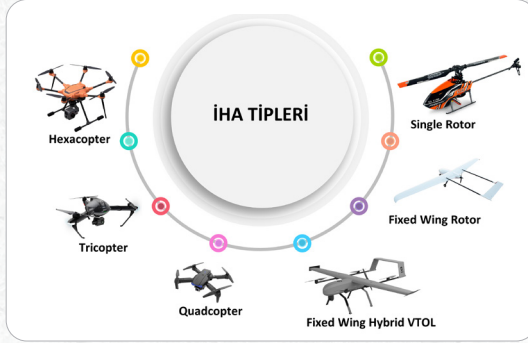 İHA TİPLERİ
Hexacopter
Single Rotor
Tricopter
Fixed Wing Rotor
Quadcopter
Fixed Wing Hybrid VTOL